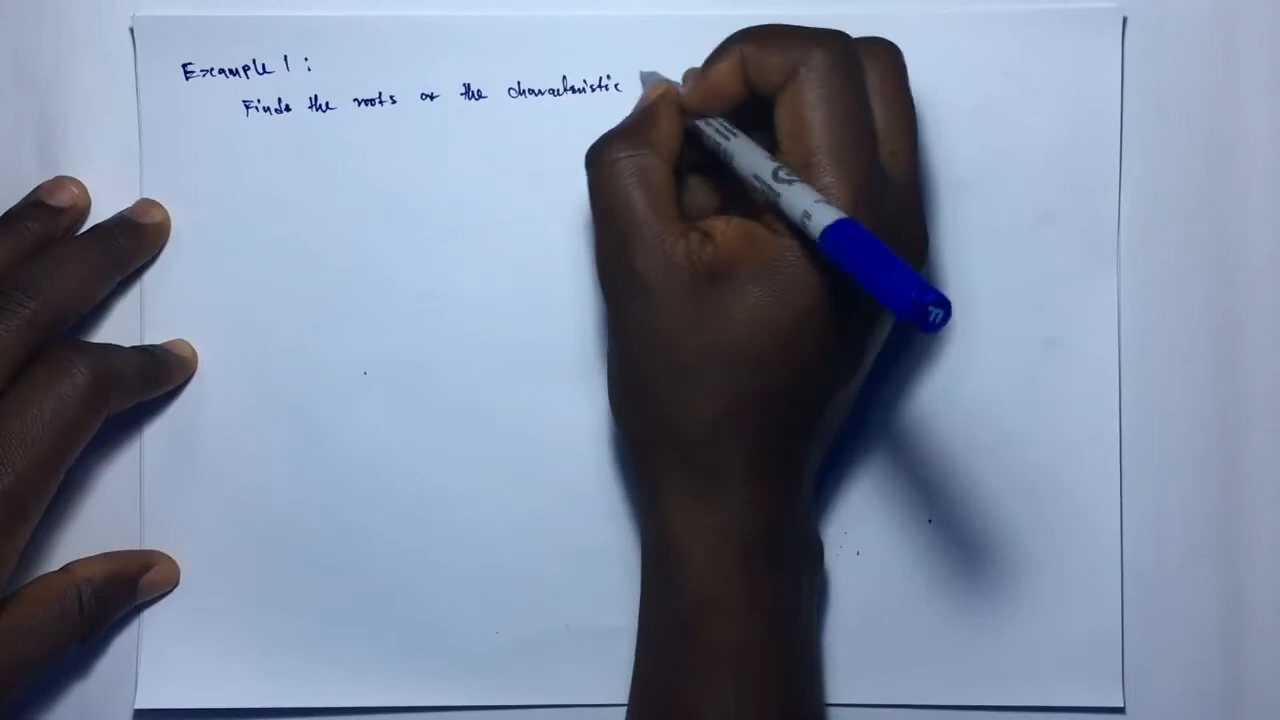 Example 1:
Finds the roots or the characteristic